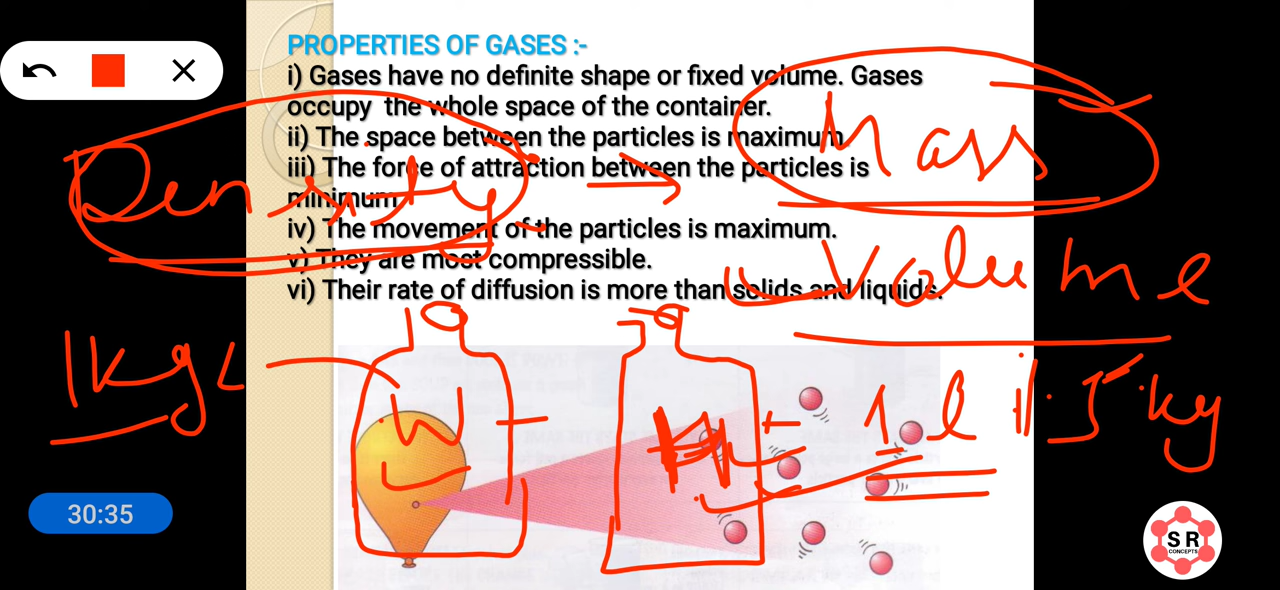 PROPERTIES OF GASES :-
i) Gases have no definite shape or fixed volume. Gases
occupy the whole space of the container.
ii) The space between the particles is maximum
iii) The force of attraction between the particles is
minimum
iv) The movement of the particles is maximum.
v) They are most compressible.
vi) Their rate of diffusion is more than solids and liquids.
Density → Mass
Volume
1kg
W
1 l
kg
30:35
S R
CONCEPTS